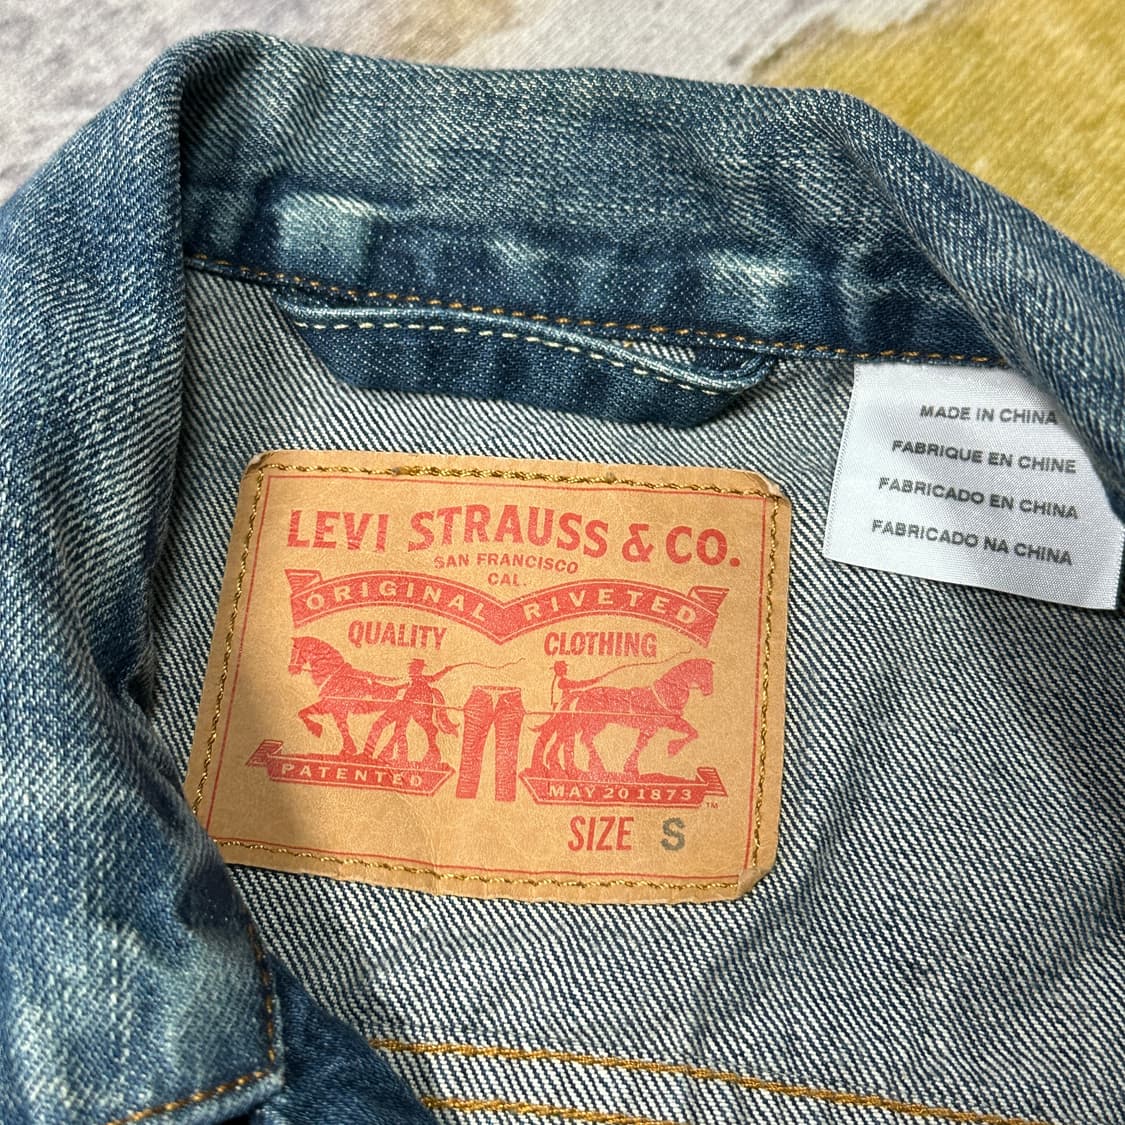 LEVI STRAUSS & CO.
SAN FRANCISCO
CAL.
ORIGINAL RIVETED
QUALITY CLOTHING
PATENTED MAY 20 1873 ™
SIZE S
MADE IN CHINA
FABRIQUE EN CHINE
FABRICADO EN CHINA
FABRICADO NA CHINA